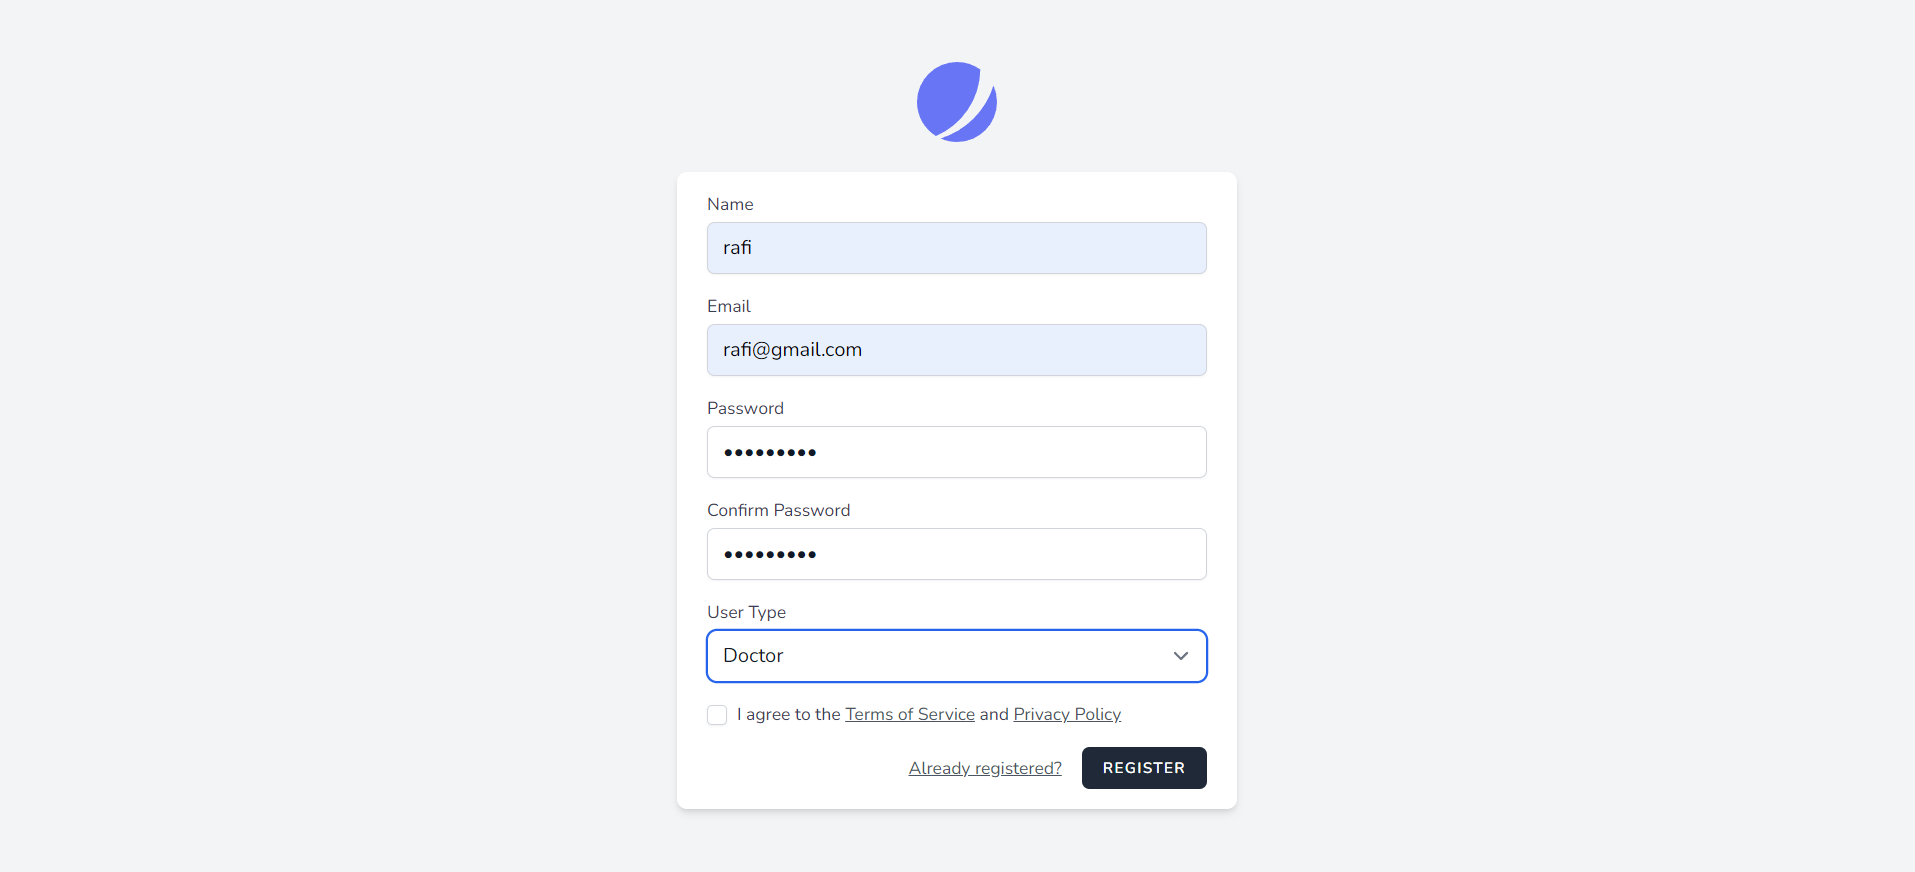 Name
rafi
Email
rafi@gmail.com
Password
•••••••••
Confirm Password
•••••••••
User Type
Doctor
I agree to the Terms of Service and Privacy Policy
Already registered? REGISTER